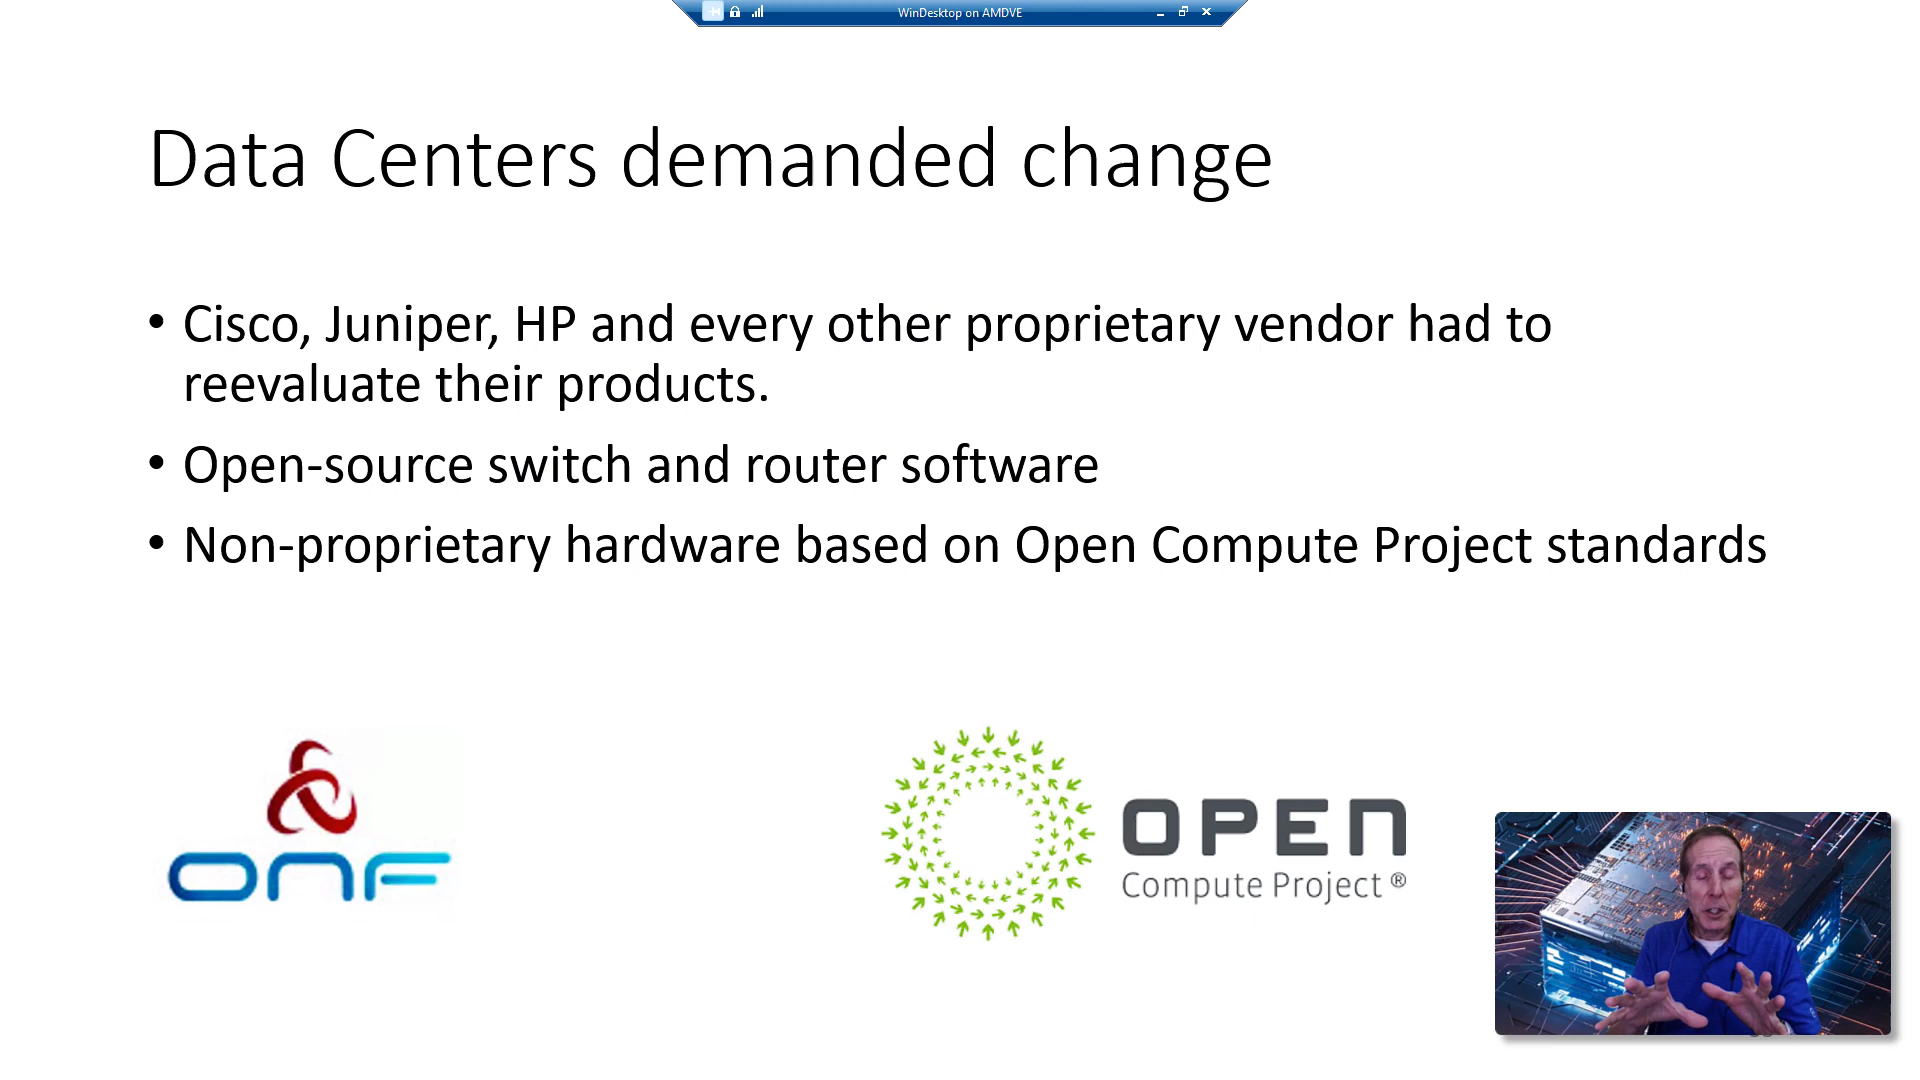 WinDesktop on AMDVE
Data Centers demanded change
• Cisco, Juniper, HP and every other proprietary vendor had to
reevaluate their products.
• Open-source switch and router software
• Non-proprietary hardware based on Open Compute Project standards
ONF
OPEN
Compute Project ®